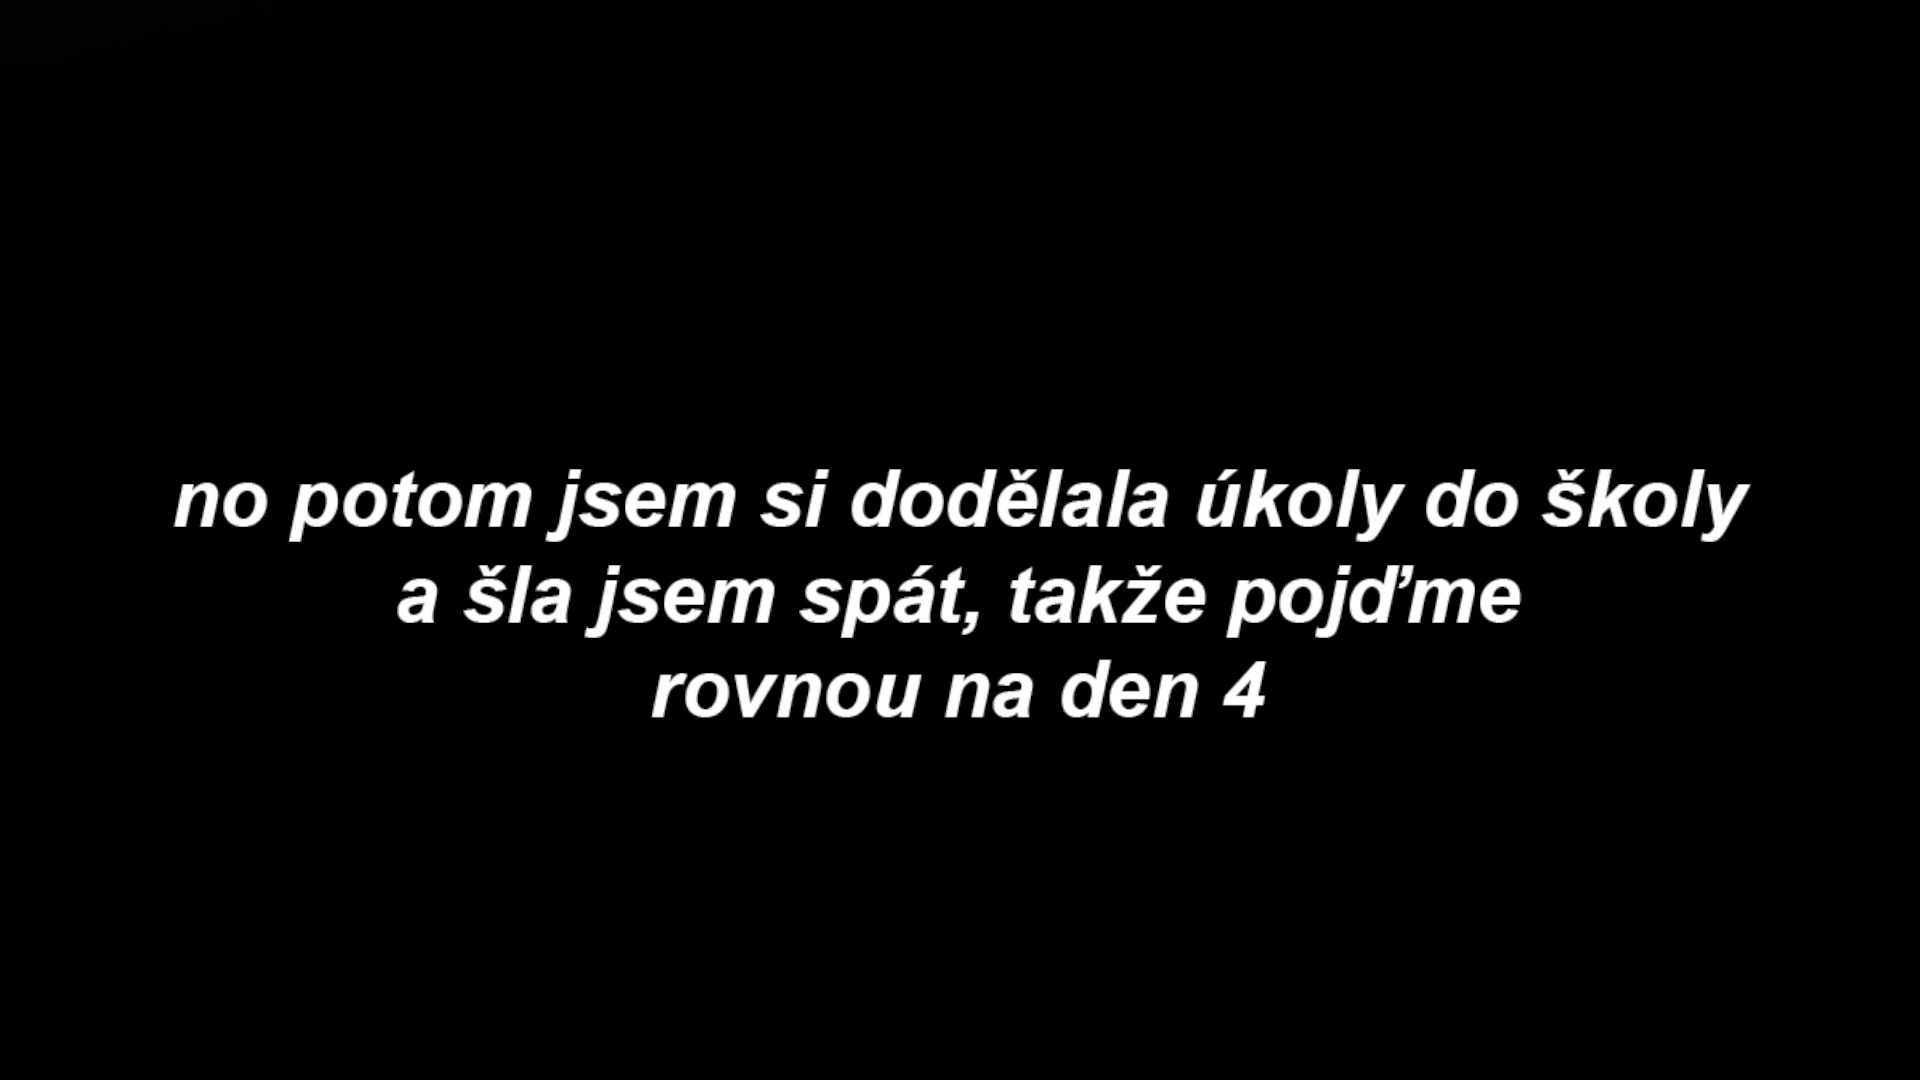 no potom jsem si dodělala úkoly do školy
a šla jsem spát, takže pojďme
rovnou na den 4